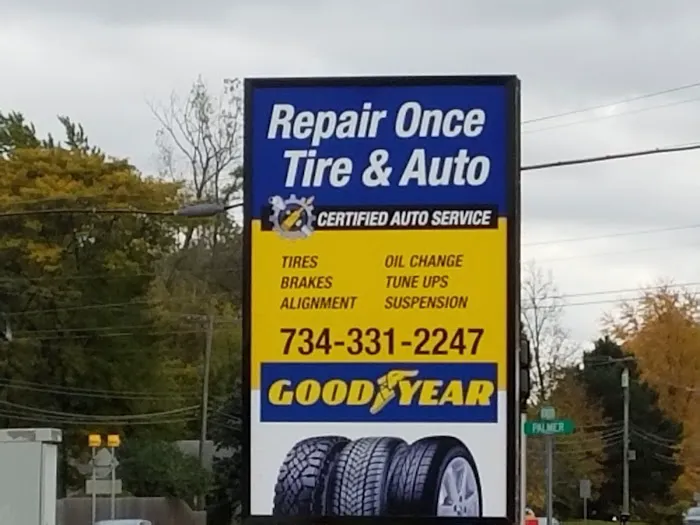 Repair Once
Tire & Auto
CERTIFIED AUTO SERVICE
TIRES OIL CHANGE
BRAKES TUNE UPS
ALIGNMENT SUSPENSION
734-331-2247
GOODYEAR
PALMER